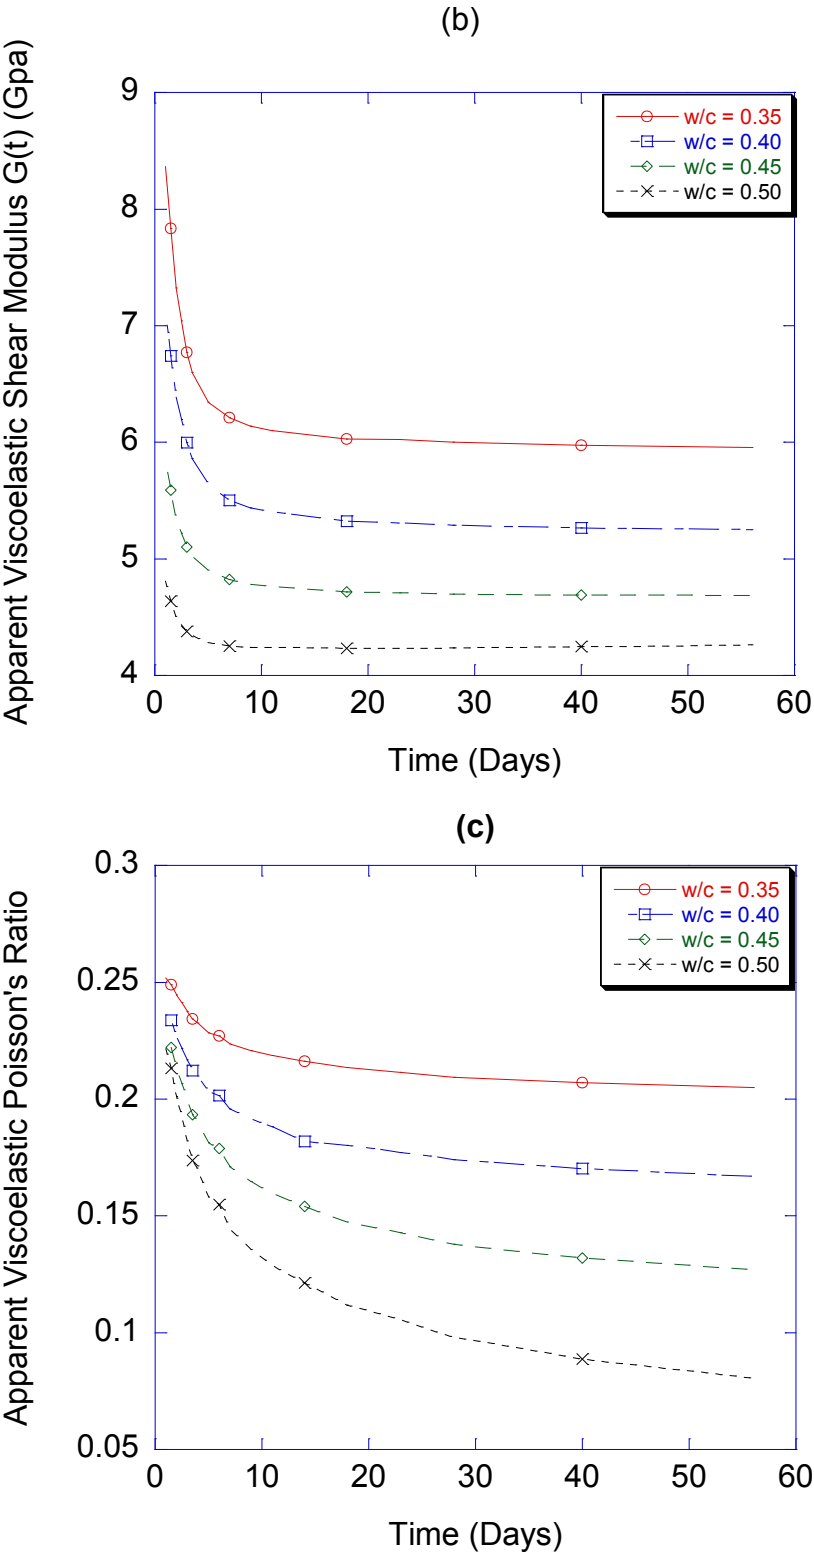 (b)
Apparent Viscoelastic Shear Modulus G(t) (Gpa)
9
8
7
6
5
4
w/c = 0.35
w/c = 0.40
w/c = 0.45
w/c = 0.50
0 10 20 30 40 50 60
Time (Days)
(c)
Apparent Viscoelastic Poisson's Ratio
0.3
0.25
0.2
0.15
0.1
0.05
w/c = 0.35
w/c = 0.40
w/c = 0.45
w/c = 0.50
0 10 20 30 40 50 60
Time (Days)